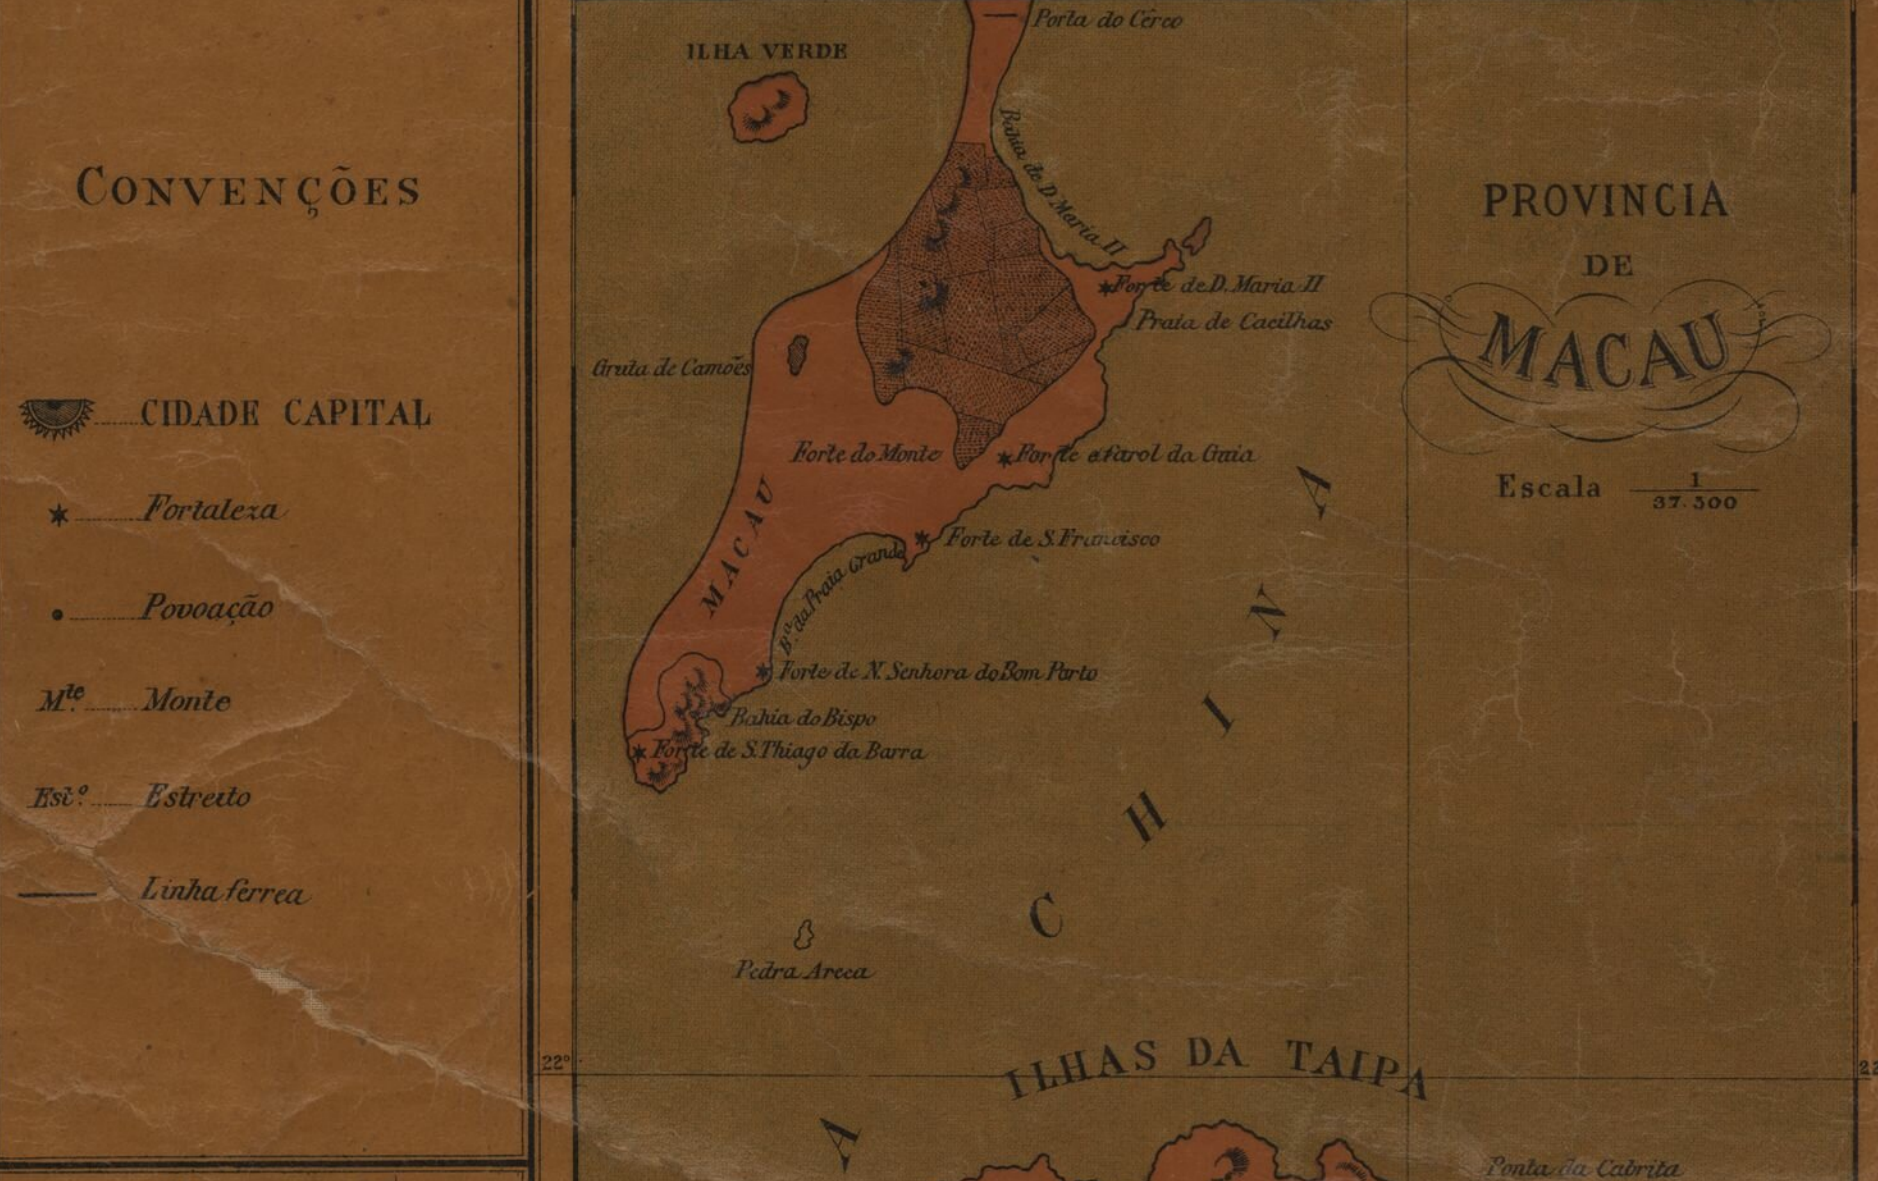 CONVENÇÕES
CIDADE CAPITAL
Fortaleza
Povoação
Mte. Monte
Esto. Estreito
Linha ferrea
Porta do Cêrco
ILHA VERDE
Bahia de D. Maria II
Forte de D. Maria II
Praia de Cacilhas
Gruta de Camões
Forte do Monte
Forte e farol da Guia
MACAU
Forte de S. Francisco
Ba. da Praia Grande
Forte de N. Senhora do Bom Parto
Bahia do Bispo
Forte de S. Thiago da Barra
CHINA
Pedra Areca
PROVINCIA
DE
MACAU
Escala 1
37.500
22°
ILHAS DA TAIPA
22
A
Ponta da Cabrita